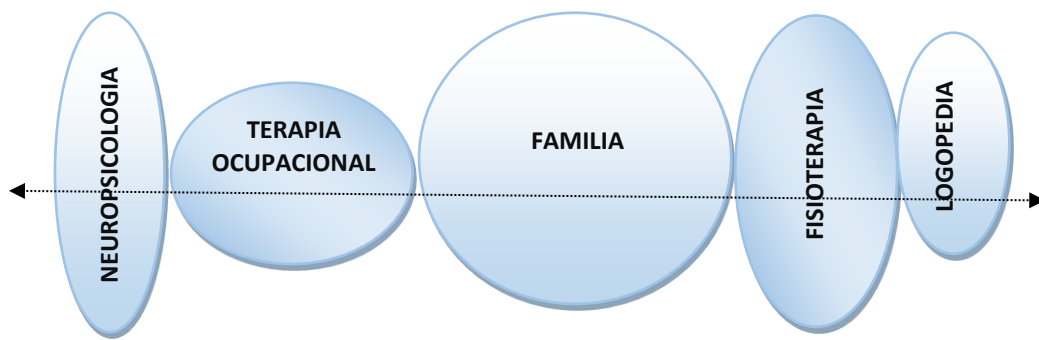 NEUROPSICOLOGIA
TERAPIA
OCUPACIONAL
FAMILIA
FISIOTERAPIA
LOGOPEDIA